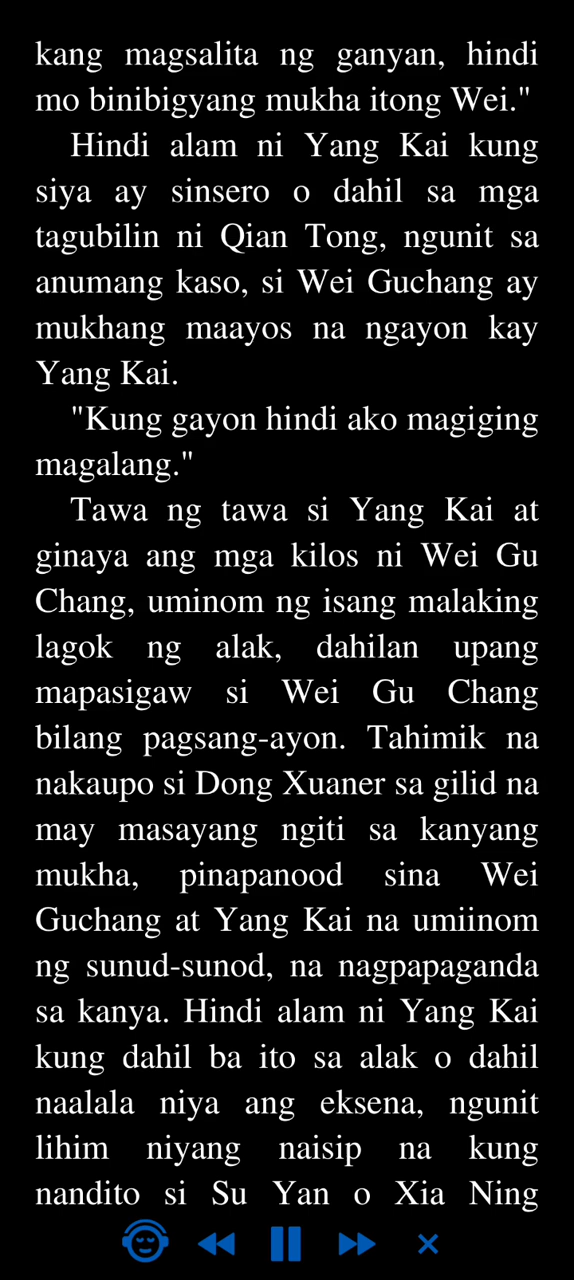 kang magsalita ng ganyan, hindi
mo binibigyang mukha itong Wei."
Hindi alam ni Yang Kai kung
siya ay sinsero o dahil sa mga
tagubilin ni Qian Tong, ngunit sa
anumang kaso, si Wei Guchang ay
mukhang maayos na ngayon kay
Yang Kai.
"Kung gayon hindi ako magiging
magalang."
Tawa ng tawa si Yang Kai at
ginaya ang mga kilos ni Wei Gu
Chang, uminom ng isang malaking
lagok ng alak, dahilan upang
mapasigaw si Wei Gu Chang
bilang pagsang-ayon. Tahimik na
nakaupo si Dong Xuaner sa gilid na
may masayang ngiti sa kanyang
mukha, pinapanood sina Wei
Guchang at Yang Kai na umiinom
ng sunud-sunod, na nagpapaganda
sa kanya. Hindi alam ni Yang Kai
kung dahil ba ito sa alak o dahil
naalala niya ang eksena, ngunit
lihim niyang naisip na kung
nandito si Su Yan o Xia Ning